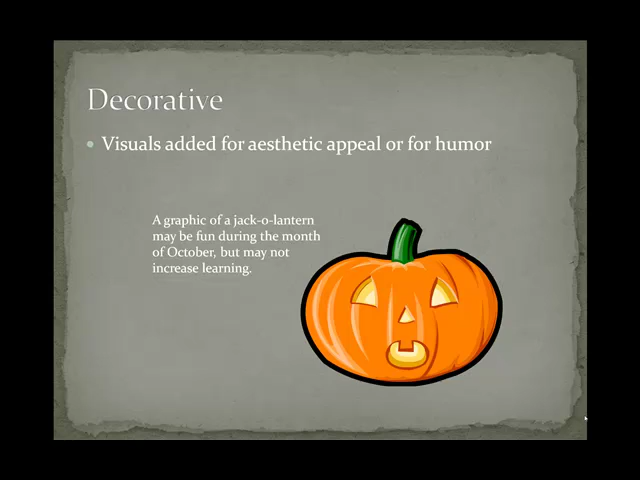 Decorative
• Visuals added for aesthetic appeal or for humor
A graphic of a jack-o-lantern
may be fun during the month
of October, but may not
increase learning.